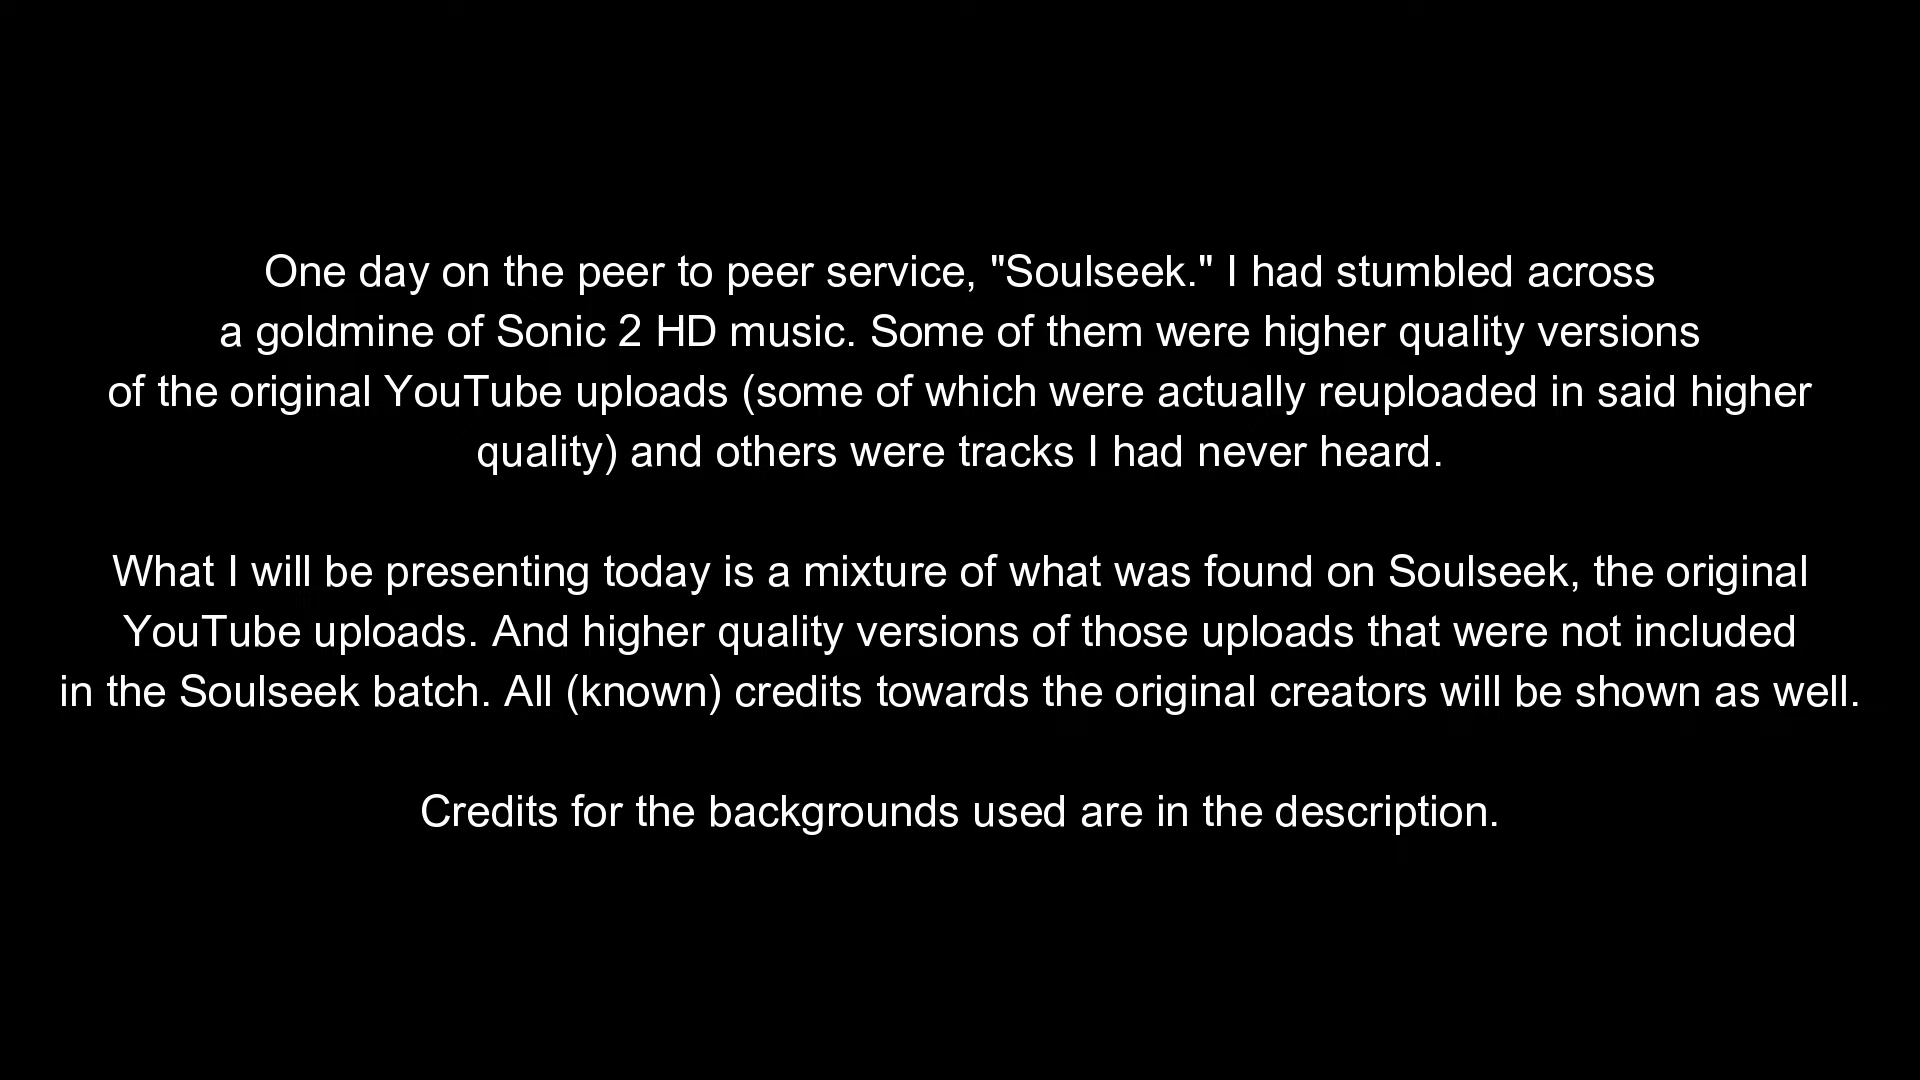 One day on the peer to peer service, "Soulseek." I had stumbled across
a goldmine of Sonic 2 HD music. Some of them were higher quality versions
of the original YouTube uploads (some of which were actually reuploaded in said higher
quality) and others were tracks I had never heard.
What I will be presenting today is a mixture of what was found on Soulseek, the original
YouTube uploads. And higher quality versions of those uploads that were not included
in the Soulseek batch. All (known) credits towards the original creators will be shown as well.
Credits for the backgrounds used are in the description.